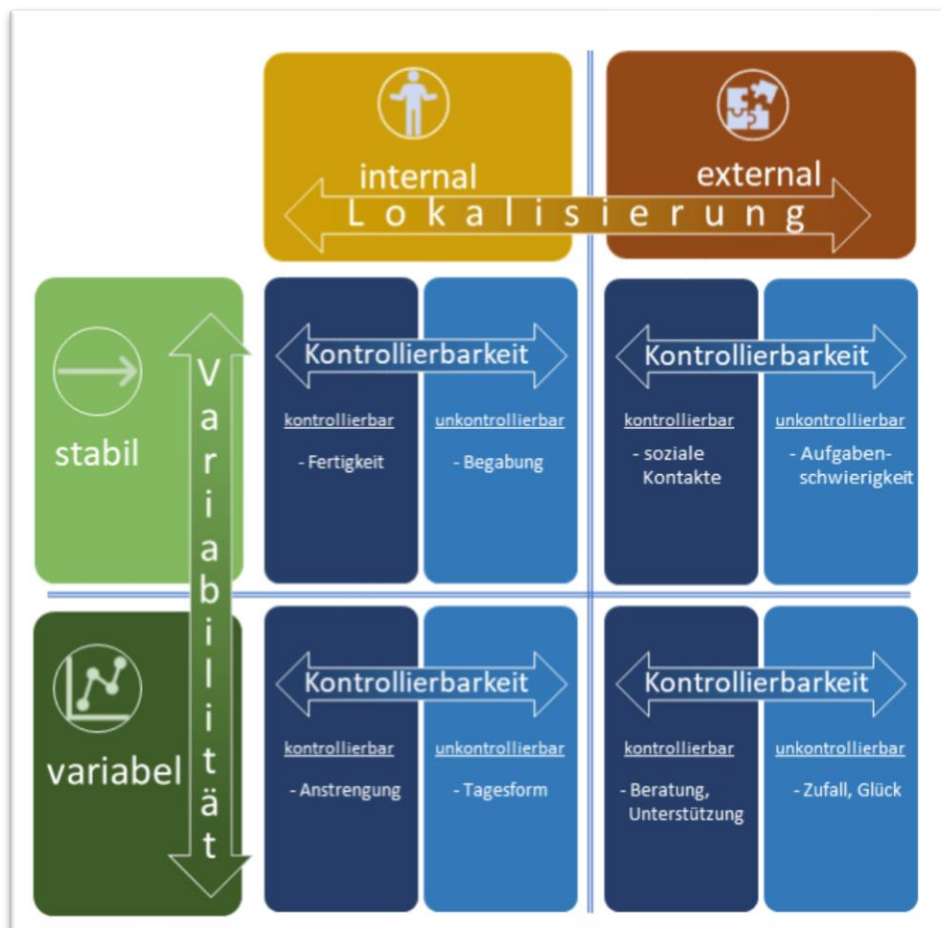 internal
external
Lokalisierung
stabil
Variabilität
Kontrollierbarkeit
kontrollierbar
- Fertigkeit
unkontrollierbar
- Begabung
Kontrollierbarkeit
kontrollierbar
- soziale
Kontakte
unkontrollierbar
- Aufgaben-
schwierigkeit
variabel
Kontrollierbarkeit
kontrollierbar
- Anstrengung
unkontrollierbar
- Tagesform
Kontrollierbarkeit
kontrollierbar
- Beratung,
Unterstützung
unkontrollierbar
- Zufall, Glück